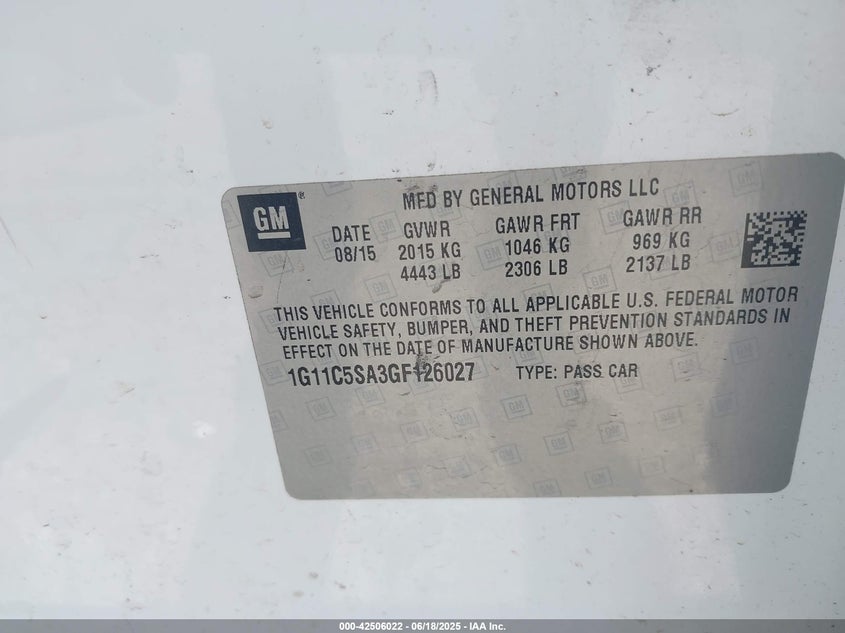 GM ®
MFD BY GENERAL MOTORS LLC
DATE GVWR GAWR FRT GAWR RR
08/15 2015 KG 1046 KG 969 KG
4443 LB 2306 LB 2137 LB
THIS VEHICLE CONFORMS TO ALL APPLICABLE U.S. FEDERAL MOTOR
VEHICLE SAFETY, BUMPER, AND THEFT PREVENTION STANDARDS IN
EFFECT ON THE DATE OF MANUFACTURE SHOWN ABOVE.
1G11C5SA3GF126027 TYPE: PASS CAR
000-42506022 - 06/18/2025 - IAA Inc.